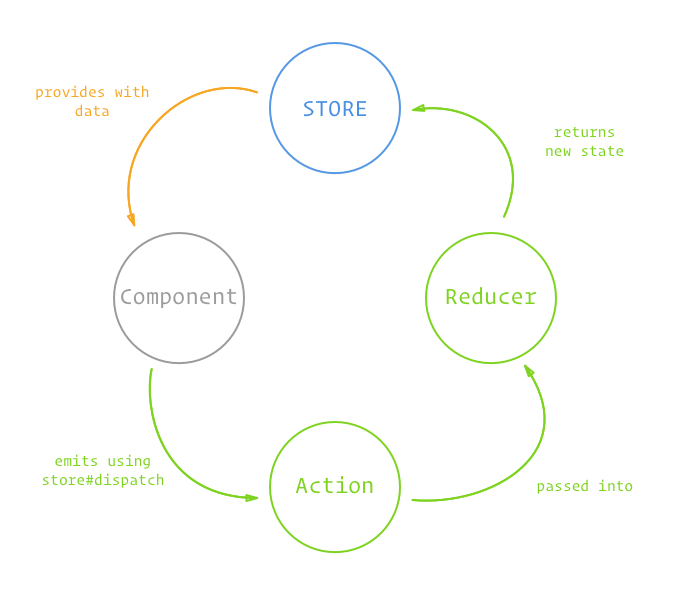 provides with
data
STORE
returns
new state
Component
Reducer
emits using
store#dispatch
Action
passed into